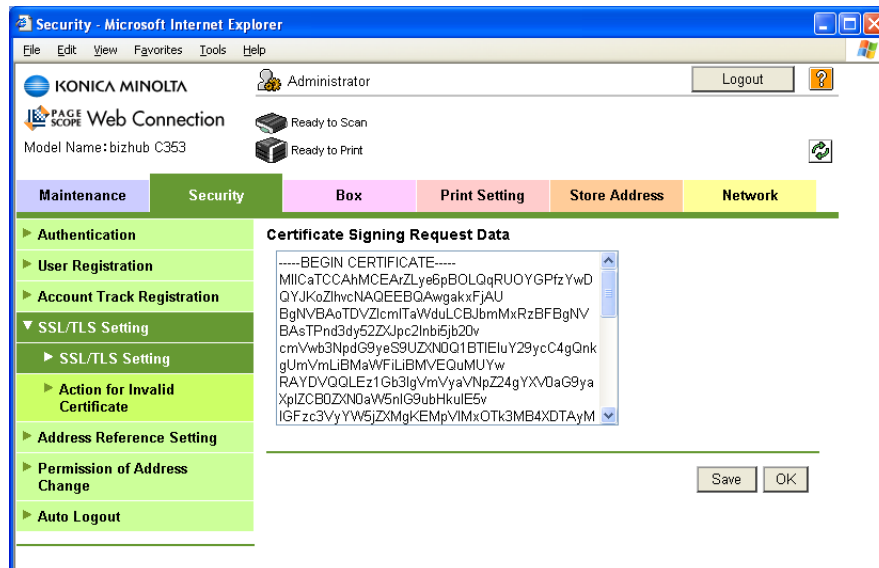 Security - Microsoft Internet Explorer
File Edit View Favorites Tools Help
KONICA MINOLTA
Administrator
Logout
?
PAGE SCOPE Web Connection
Ready to Scan
Model Name:bizhub C353
Ready to Print
Maintenance Security Box Print Setting Store Address Network
Authentication
User Registration
Account Track Registration
SSL/TLS Setting
SSL/TLS Setting
Action for Invalid
Certificate
Address Reference Setting
Permission of Address
Change
Auto Logout
Certificate Signing Request Data
-----BEGIN CERTIFICATE-----
MIICaTCCAhMCEArZLye6pBOLQqRUOYGPfzYwD
QYJKoZIhvcNAQEEBQAwgakxFjAU
BgNVBAoTDVZlcmlTaWduLCBJbmMxRzBFBgNV
BAsTPnd3dy52ZXJpc2lnbi5jb20v
cmVwb3NpdG9yeS9UZXN0Q1BTIEluY29ycC4gQnk
gUmVmLiBMaWFiLiBMVEQuMUYw
RAYDVQQLEz1Gb3IgVmVyaVNpZ24gYXV0aG9ya
XplZCB0ZXN0aW5nIG9ubHkuIE5v
IGFzc3VyYW5jZXMgKEMpVlMxOTk3MB4XDTAyM
Save OK